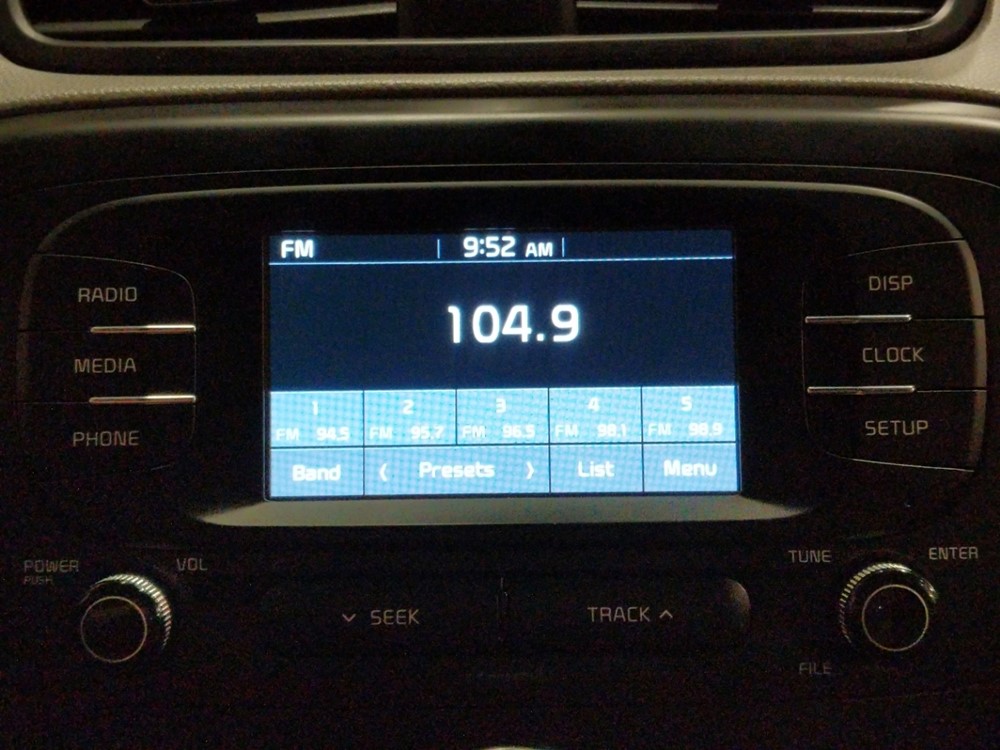 FM 9:52 AM
104.9
1 2 3 4 5
FM 94.5 FM 95.7 FM 96.5 FM 98.1 FM 98.9
Band ⟨ Presets ⟩ List Menu
RADIO
MEDIA
PHONE
DISP
CLOCK
SETUP
POWER VOL
PUSH
SEEK TRACK
TUNE ENTER
FILE